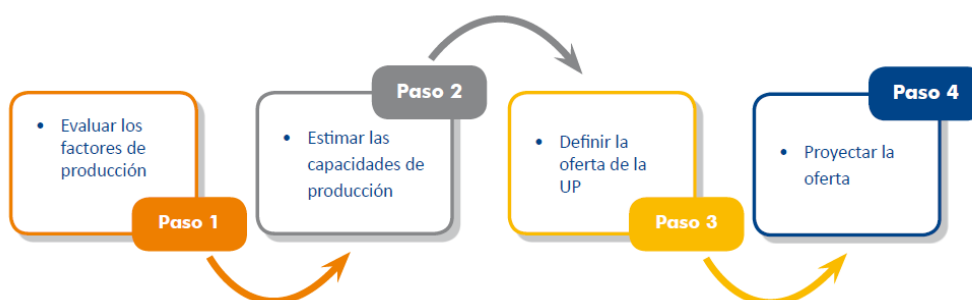 • Evaluar los
factores de
producción
Paso 1
Paso 2
• Estimar las
capacidades de
producción
• Definir la
oferta de la
UP
Paso 3
Paso 4
• Proyectar la
oferta